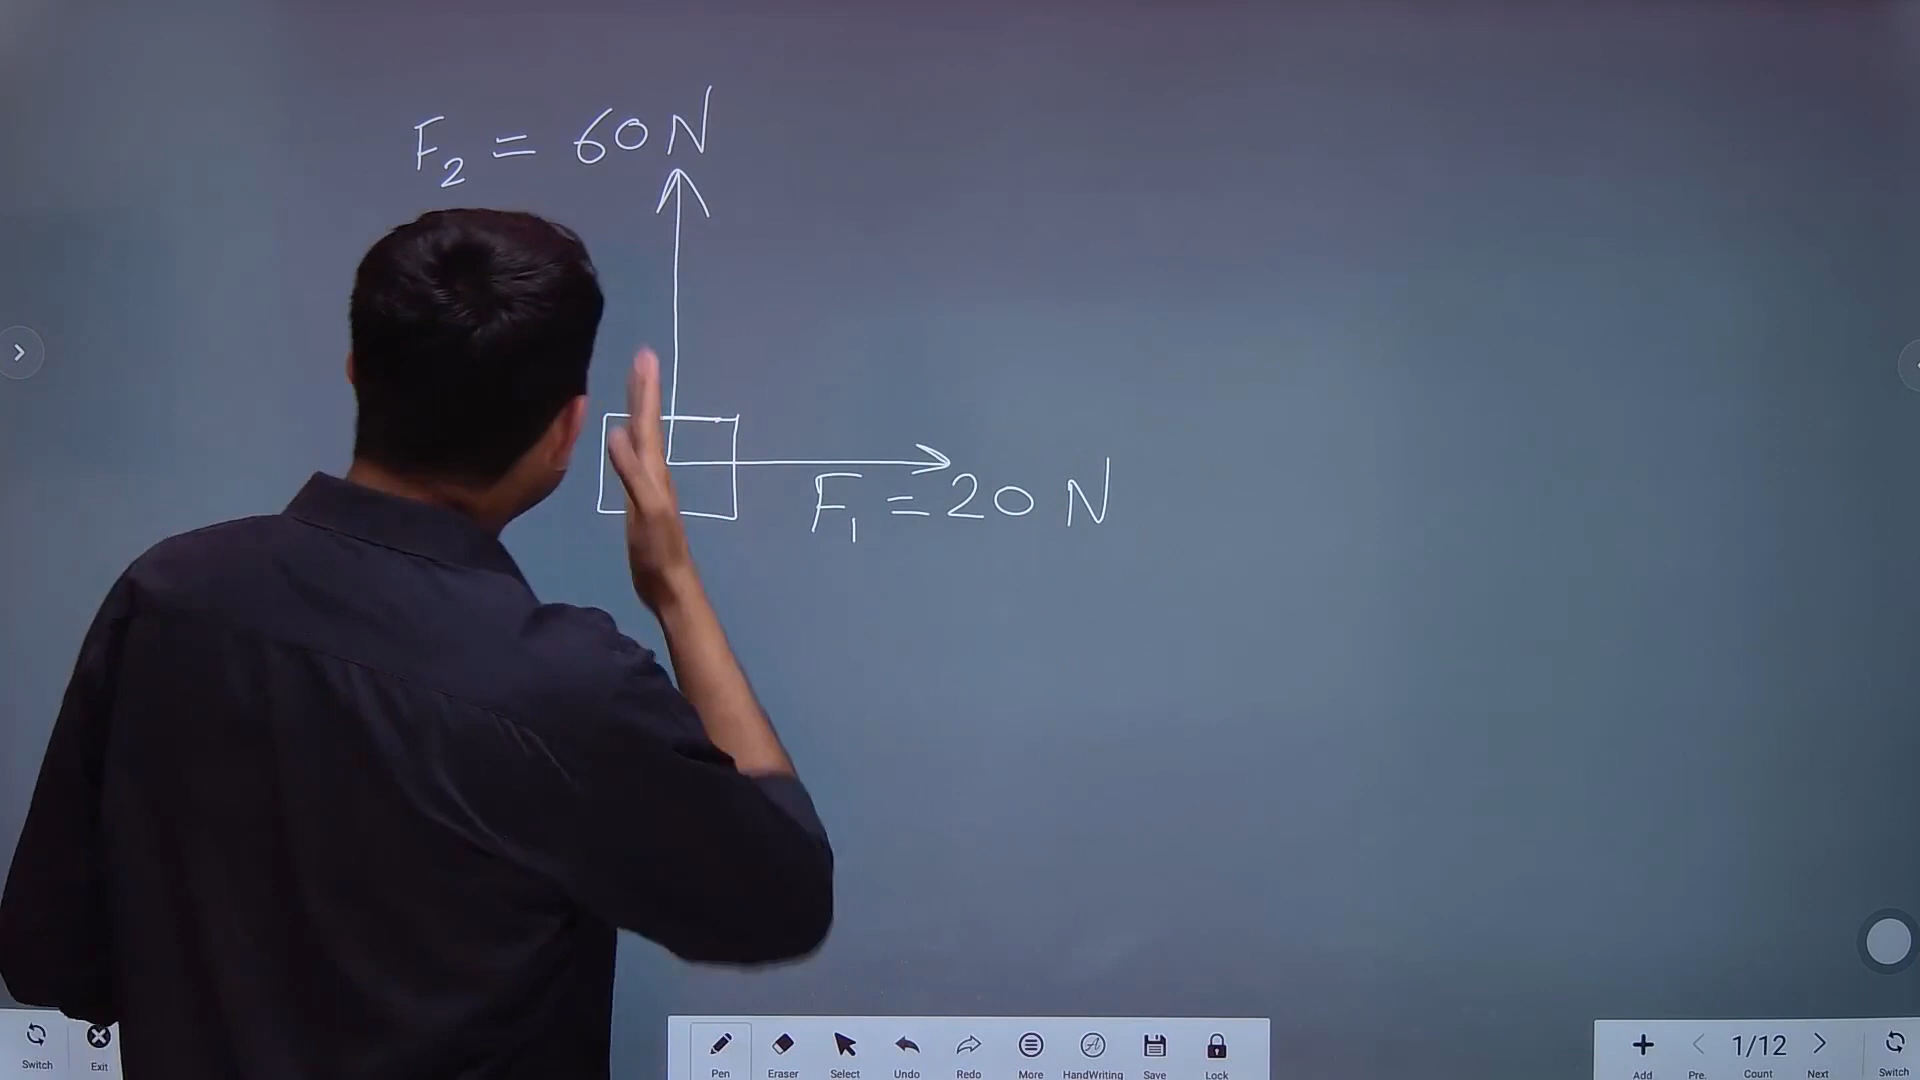 F₂ = 60 N
F₁ = 20 N
Switch
Exit
Pen
Eraser
Select
Undo
Redo
More
HandWriting
Save
Lock
Add
Pre.
1/12
Count
Next
Switch